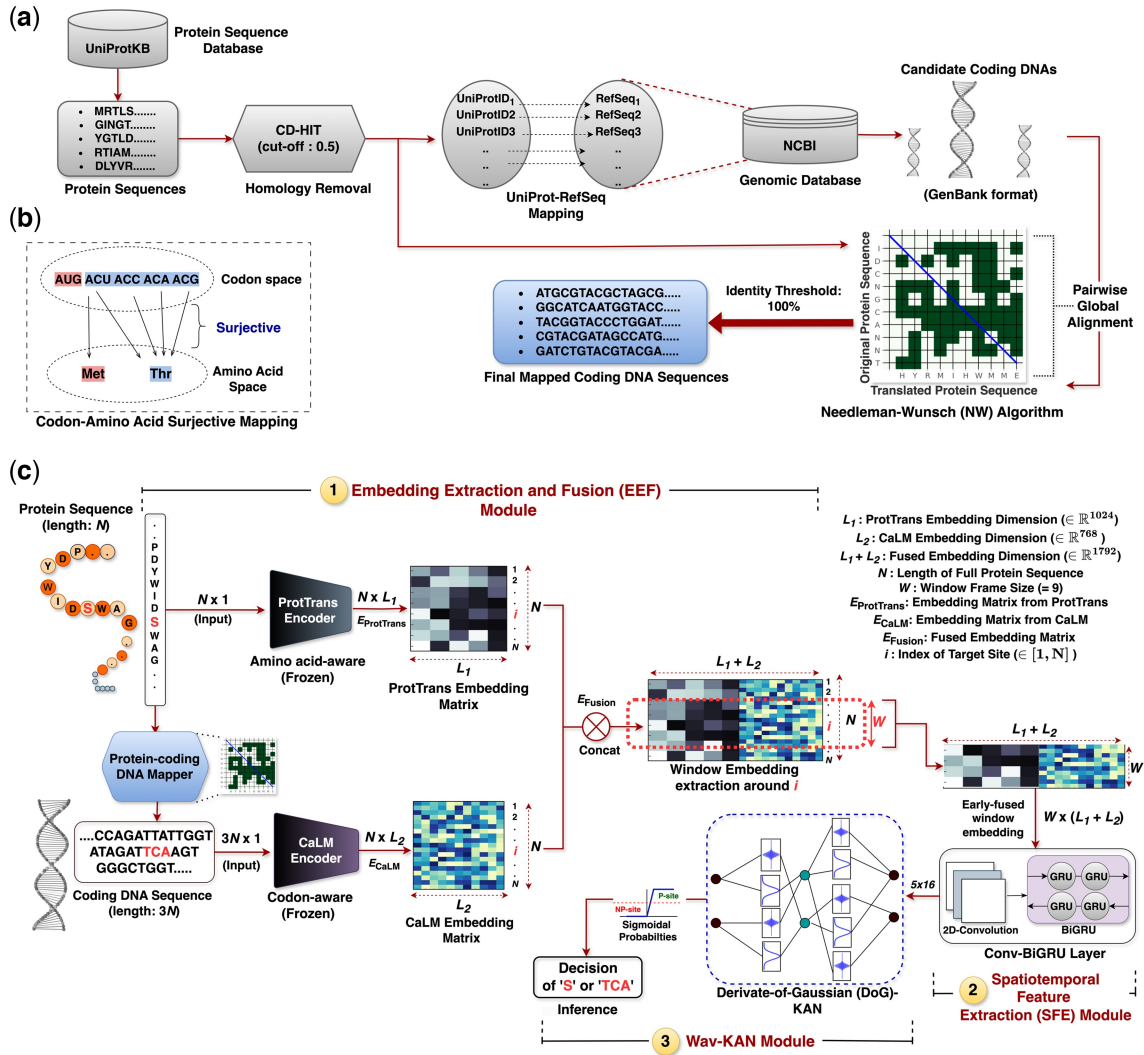 (a)
UniProtKB
Protein Sequence
Database
MRTLS.......
GINGT........
YGTLD........
RTIAM........
DLYVR........
Protein Sequences
CD-HIT
(cut-off : 0.5)
Homology Removal
UniProtID1
UniProtID2
UniProtID3
..
..
..
RefSeq1
RefSeq2
RefSeq3
..
..
..
UniProt-RefSeq
Mapping
NCBI
Genomic Database
Candidate Coding DNAs
(GenBank format)
(b)
AUG ACU ACC ACA ACG
Codon space
Surjective
Met
Thr
Amino Acid
Space
Codon-Amino Acid Surjective Mapping
ATGCGTACGCTAGCG.....
GGCATCAATGGTACC.....
TACGGTACCCTGGAT.....
CGTACGATAGCCATG.....
GATCTGTACGTACGA.....
Final Mapped Coding DNA Sequences
Identity Threshold:
100%
Original Protein Sequence
I
D
C
N
G
C
A
N
N
T
H Y R M I H W M M E
Translated Protein Sequence
Needleman-Wunsch (NW) Algorithm
Pairwise
Global
Alignment
(c)
1 Embedding Extraction and Fusion (EEF)
Module
Protein Sequence
(length: N)
Y D P . .
W
I D S W A
G
.
.
P
D
Y
W
I
D
S
W
A
G
.
.
N x 1
(Input)
ProtTrans
Encoder
Amino acid-aware
(Frozen)
N x L1
EProtTrans
1
2
.
.
i
.
.
N
N
L1
ProtTrans Embedding
Matrix
Protein-coding
DNA Mapper
....CCAGATTATTGGT
ATAGATTCAAGT
GGGCTGGT.....
Coding DNA Sequence
(length: 3N)
3N x 1
(Input)
CaLM
Encoder
Codon-aware
(Frozen)
N x L2
ECaLM
1
2
.
.
i
.
.
N
N
L2
CaLM Embedding
Matrix
EFusion
Concat
L1 + L2
1
2
.
.
i
.
.
N
N
W
Window Embedding
extraction around i
L1 : ProtTrans Embedding Dimension (∈ ℝ1024)
L2 : CaLM Embedding Dimension (∈ ℝ768)
L1 + L2 : Fused Embedding Dimension (∈ ℝ1792)
N : Length of Full Protein Sequence
W : Window Frame Size (= 9)
EProtTrans: Embedding Matrix from ProtTrans
ECaLM: Embedding Matrix from CaLM
EFusion: Fused Embedding Matrix
i : Index of Target Site (∈ [1, N] )
L1 + L2
W
Early-fused
window
embedding
W x (L1 + L2)
2D-Convolution
GRU GRU
GRU GRU
BiGRU
Conv-BiGRU Layer
2 Spatiotemporal
Feature
Extraction (SFE) Module
5x16
Derivate-of-Gaussian (DoG)-
KAN
P-site
NP-site
Sigmoidal
Probabilties
Decision
of 'S' or 'TCA'
Inference
3 Wav-KAN Module